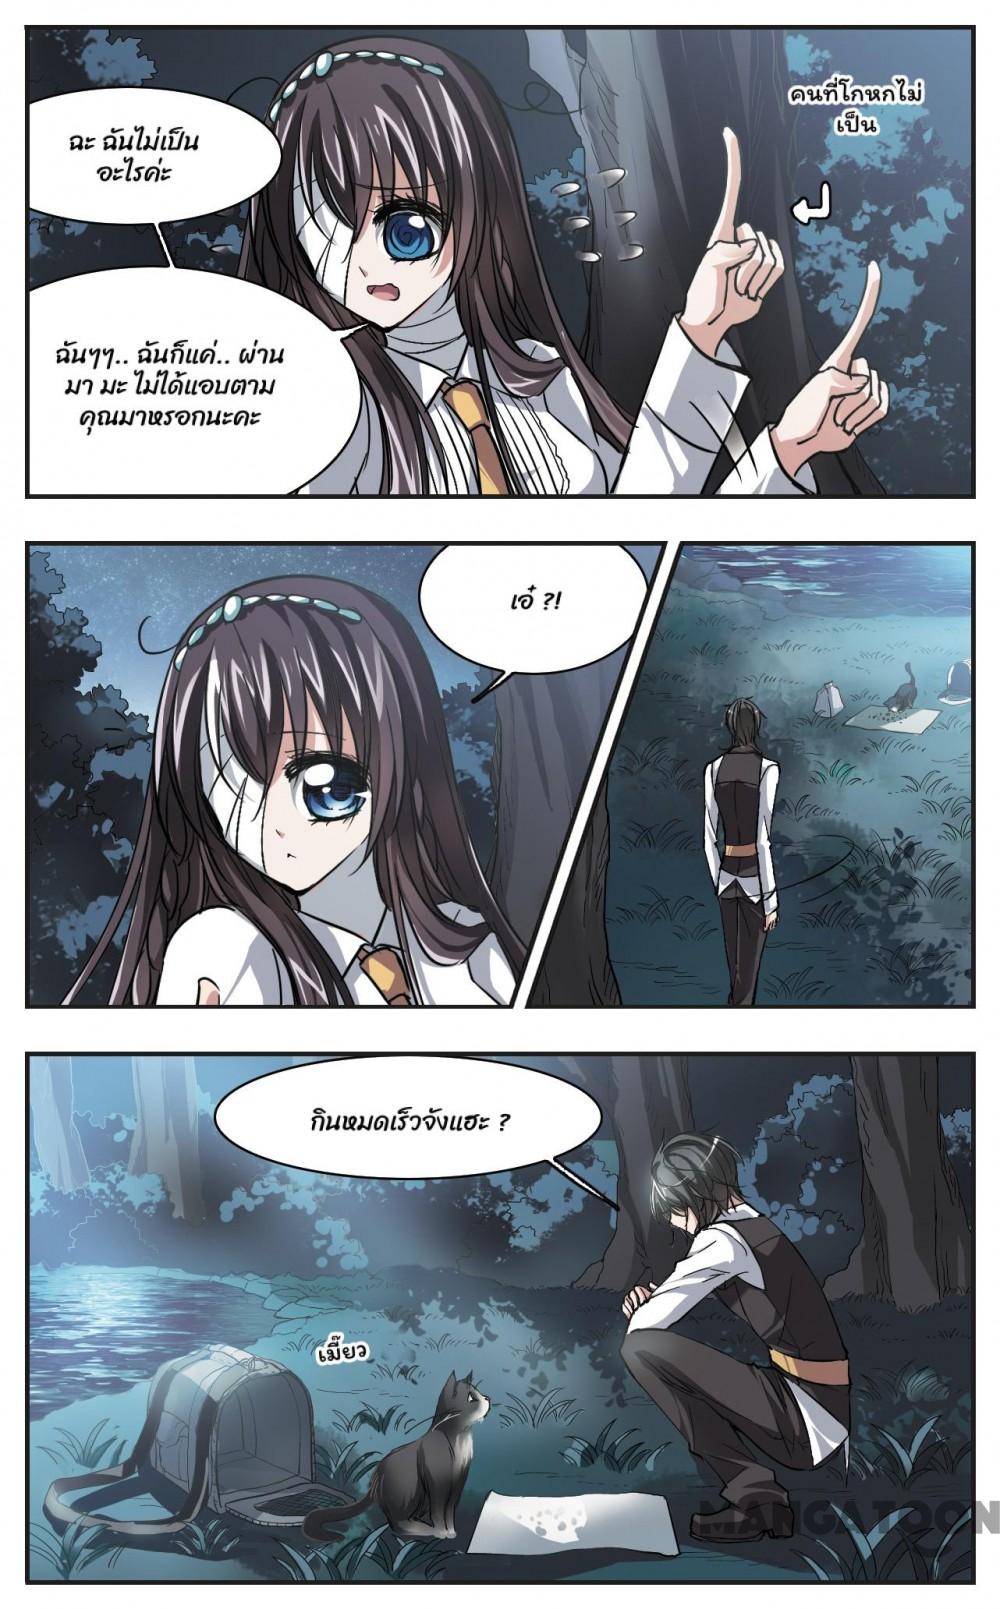 ฉะ ฉันไม่เป็น
อะไรค่ะ
คนที่โกหกไม่
เป็น
ฉันๆๆ.. ฉันก็แค่.. ผ่าน
มา มะ ไม่ได้แอบตาม
คุณมาหรอกนะคะ
เอ๋ ?!
กินหมดเร็วจังแฮะ ?
เมี๊ยว
MANGATOON